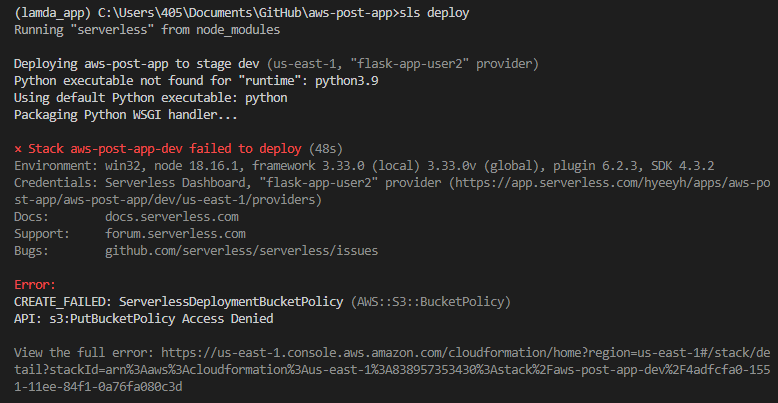 (lamda_app) C:\Users\405\Documents\GitHub\aws-post-app>sls deploy
Running "serverless" from node_modules
Deploying aws-post-app to stage dev (us-east-1, "flask-app-user2" provider)
Python executable not found for "runtime": python3.9
Using default Python executable: python
Packaging Python WSGI handler...
× Stack aws-post-app-dev failed to deploy (48s)
Environment: win32, node 18.16.1, framework 3.33.0 (local) 3.33.0v (global), plugin 6.2.3, SDK 4.3.2
Credentials: Serverless Dashboard, "flask-app-user2" provider (https://app.serverless.com/hyeeyh/apps/aws-po
st-app/aws-post-app/dev/us-east-1/providers)
Docs: docs.serverless.com
Support: forum.serverless.com
Bugs: github.com/serverless/serverless/issues
Error:
CREATE_FAILED: ServerlessDeploymentBucketPolicy (AWS::S3::BucketPolicy)
API: s3:PutBucketPolicy Access Denied
View the full error: https://us-east-1.console.aws.amazon.com/cloudformation/home?region=us-east-1#/stack/de
tail?stackId=arn%3Aaws%3Acloudformation%3Aus-east-1%3A838957353430%3Astack%2Faws-post-app-dev%2F4adfcfa0-155
1-11ee-84f1-0a76fa080c3d